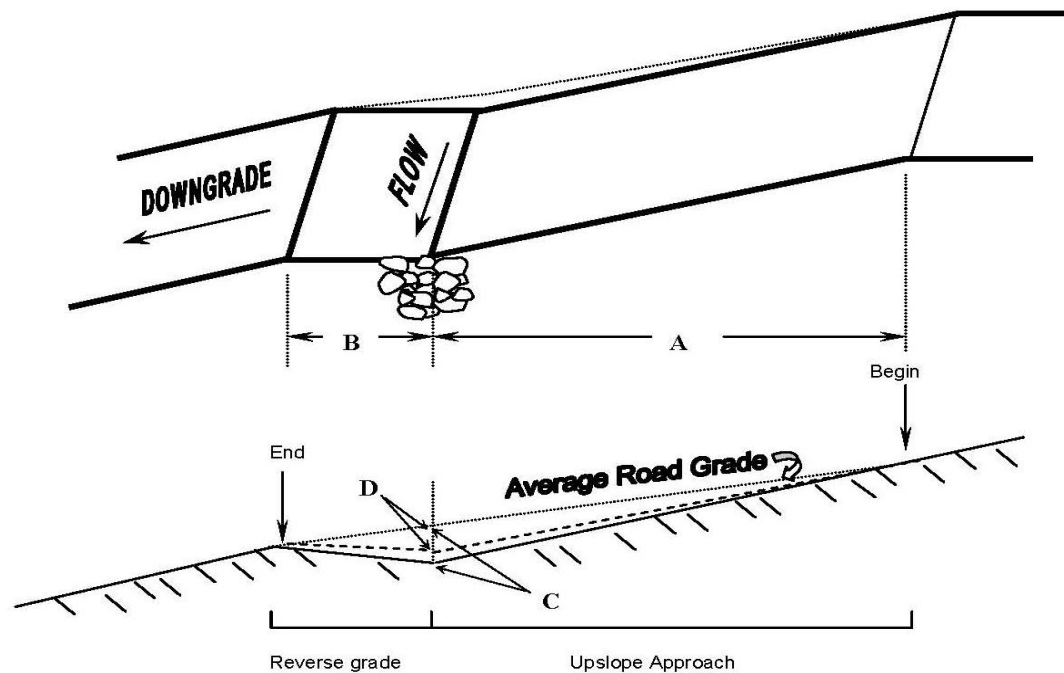 DOWNGRADE
FLOW
B
A
Begin
End
Average Road Grade
D
C
Reverse grade
Upslope Approach